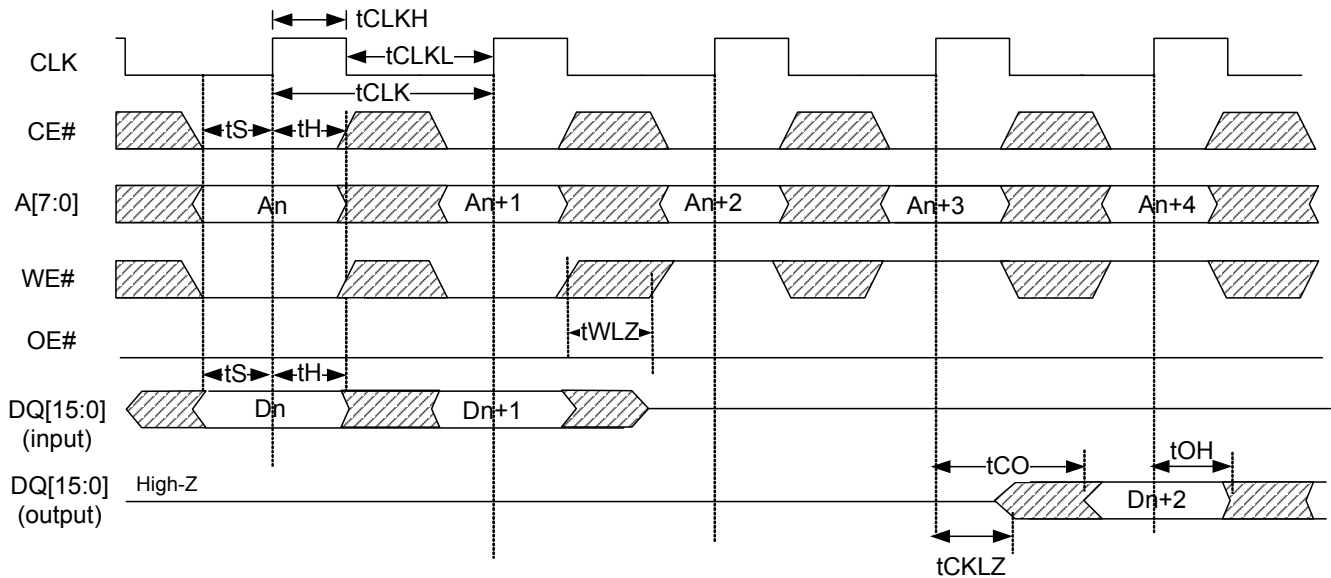 tCLKH
CLK
tCLKL
tCLK
CE#
tS
tH
A[7:0]
An
An+1
An+2
An+3
An+4
WE#
tWLZ
OE#
tS
tH
DQ[15:0]
(input)
Dn
Dn+1
tCO
tOH
DQ[15:0]
(output)
High-Z
Dn+2
tCKLZ